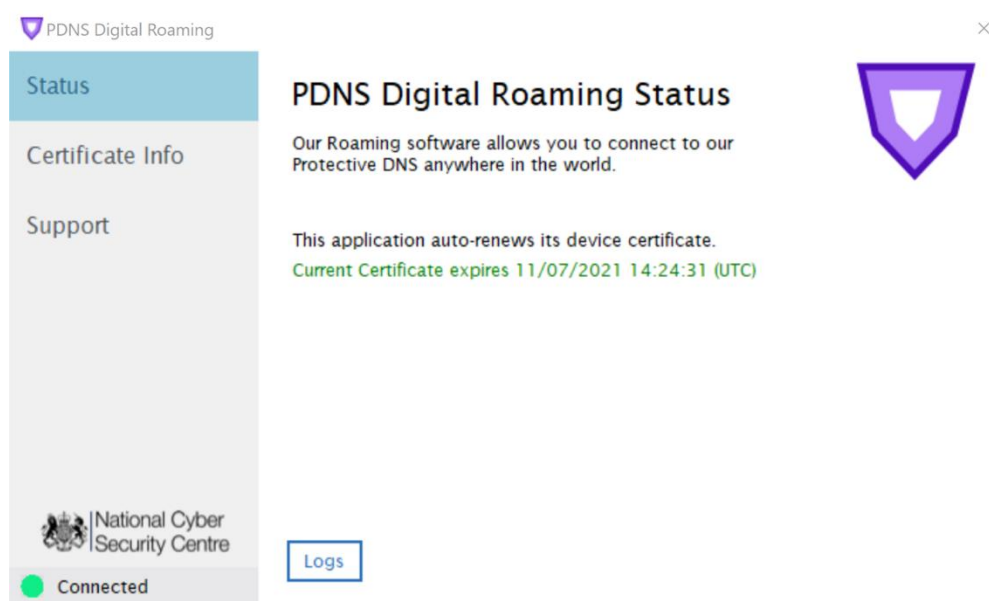 PDNS Digital Roaming
Status
Certificate Info
Support
National Cyber
Security Centre
Connected
PDNS Digital Roaming Status
Our Roaming software allows you to connect to our
Protective DNS anywhere in the world.
This application auto-renews its device certificate.
Current Certificate expires 11/07/2021 14:24:31 (UTC)
Logs